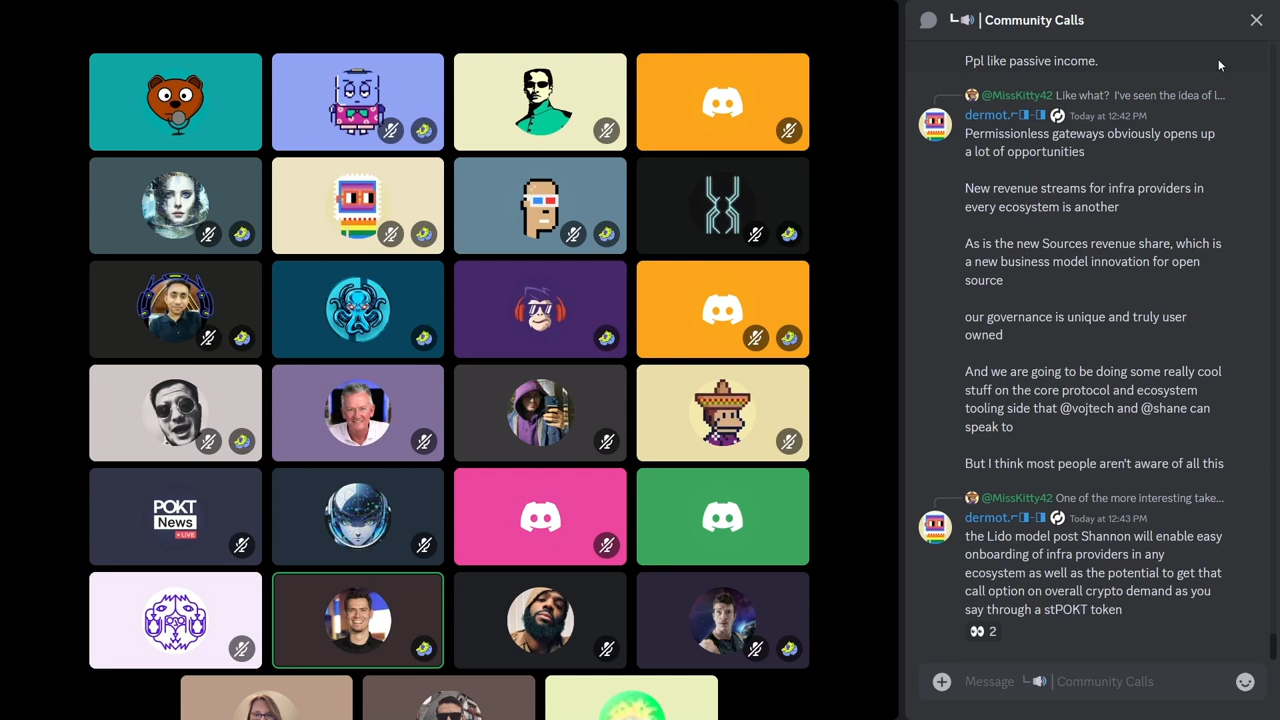 Community Calls
Ppl like passive income.
@MissKitty42 Like what? I've seen the idea of l...
dermot. Today at 12:42 PM
Permissionless gateways obviously opens up
a lot of opportunities
New revenue streams for infra providers in
every ecosystem is another
As is the new Sources revenue share, which is
a new business model innovation for open
source
our governance is unique and truly user
owned
And we are going to be doing some really cool
stuff on the core protocol and ecosystem
tooling side that @vojtech and @shane can
speak to
But I think most people aren't aware of all this
@MissKitty42 One of the more interesting take...
dermot. Today at 12:43 PM
the Lido model post Shannon will enable easy
onboarding of infra providers in any
ecosystem as well as the potential to get that
call option on overall crypto demand as you
say through a stPOKT token
👀 2
Message Community Calls
POKT
News
LIVE